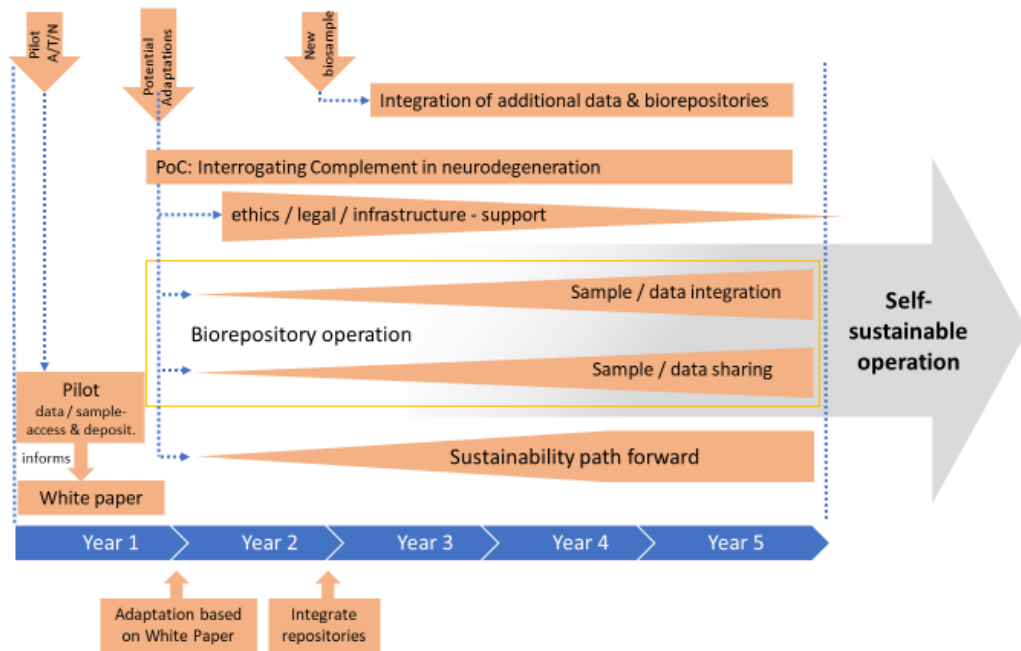 Pilot
A/T/N
Potential
Adaptations
New
biosample
Integration of additional data & biorepositories
PoC: Interrogating Complement in neurodegeneration
ethics / legal / infrastructure - support
Sample / data integration
Biorepository operation
Sample / data sharing
Self-
sustainable
operation
Pilot
data / sample-
access & deposit.
informs
White paper
Sustainability path forward
Year 1
Year 2
Year 3
Year 4
Year 5
Adaptation based
on White Paper
Integrate
repositories